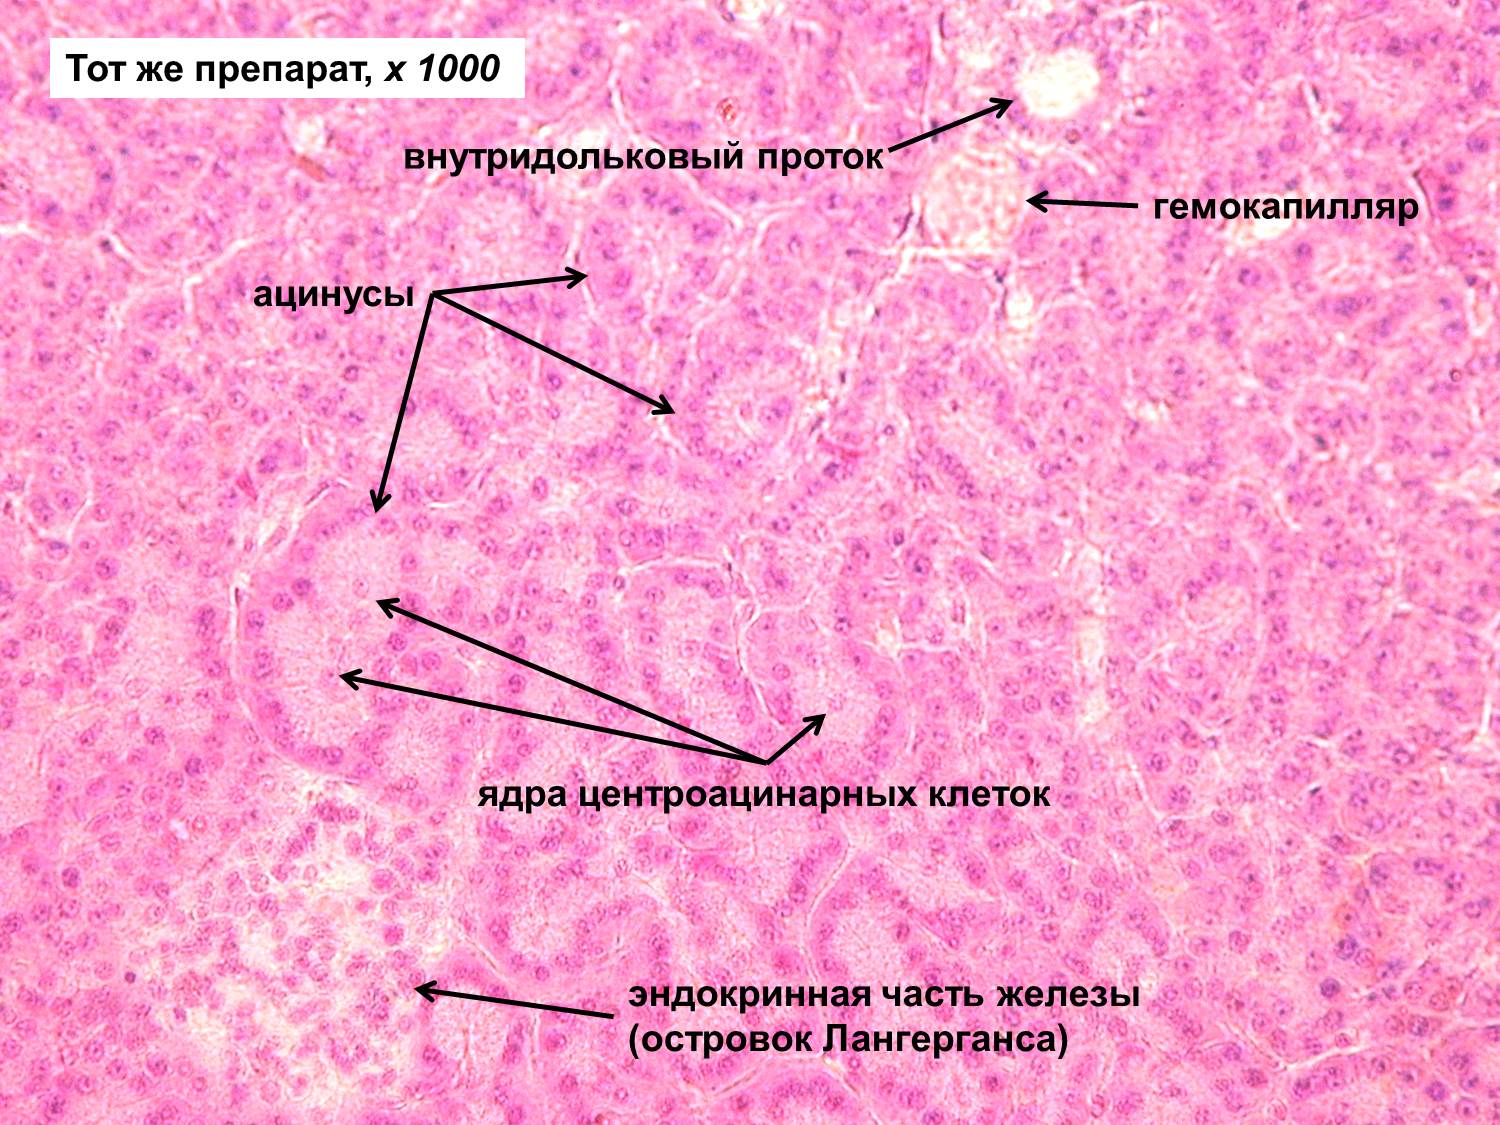 Тот же препарат, x 1000
внутридольковый проток
гемокапилляр
ацинусы
ядра центроацинарных клеток
эндокринная часть железы
(островок Лангерганса)